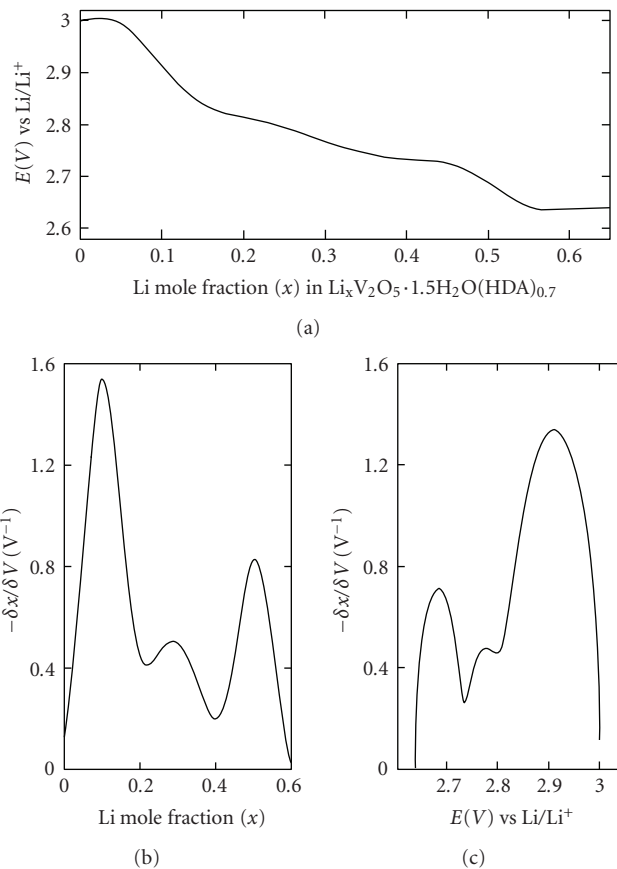 3
2.9
2.8
2.7
2.6
E(V) vs Li/Li⁺
0 0.1 0.2 0.3 0.4 0.5 0.6
Li mole fraction (x) in LiₓV₂O₅·1.5H₂O(HDA)₀.₇
(a)
1.6
1.2
0.8
0.4
0
−δx/δV (V⁻¹)
0 0.2 0.4 0.6
Li mole fraction (x)
(b)
1.6
1.2
0.8
0.4
0
−δx/δV (V⁻¹)
2.7 2.8 2.9 3
E(V) vs Li/Li⁺
(c)